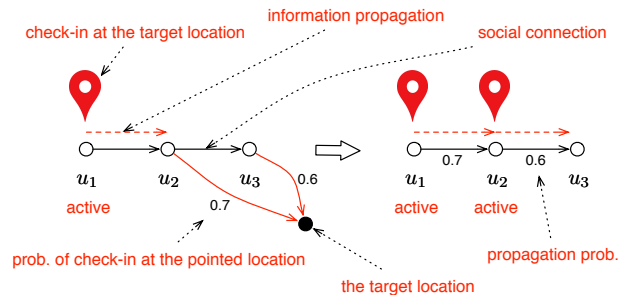 information propagation
check-in at the target location
social connection
0.7
0.6
u1
u2
u3
0.6
u1
u2
u3
active
0.7
active
active
prob. of check-in at the pointed location
propagation prob.
the target location